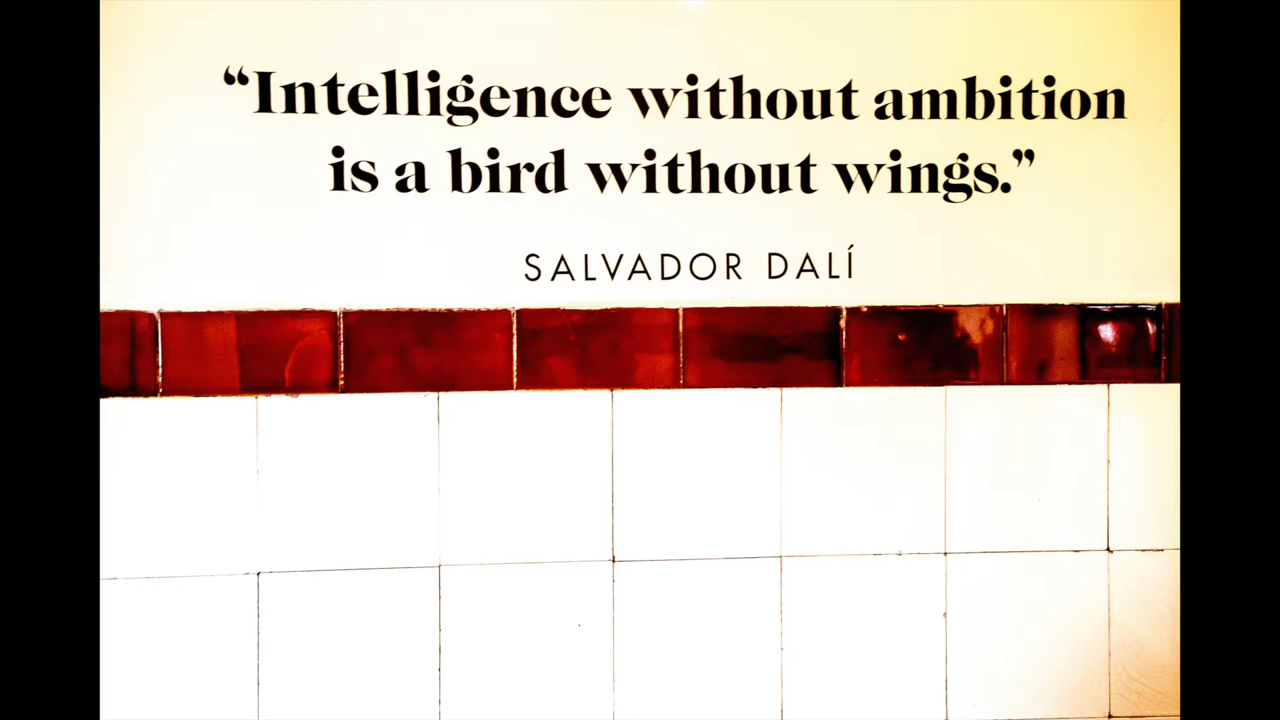 “Intelligence without ambition
is a bird without wings.”
SALVADOR DALÍ